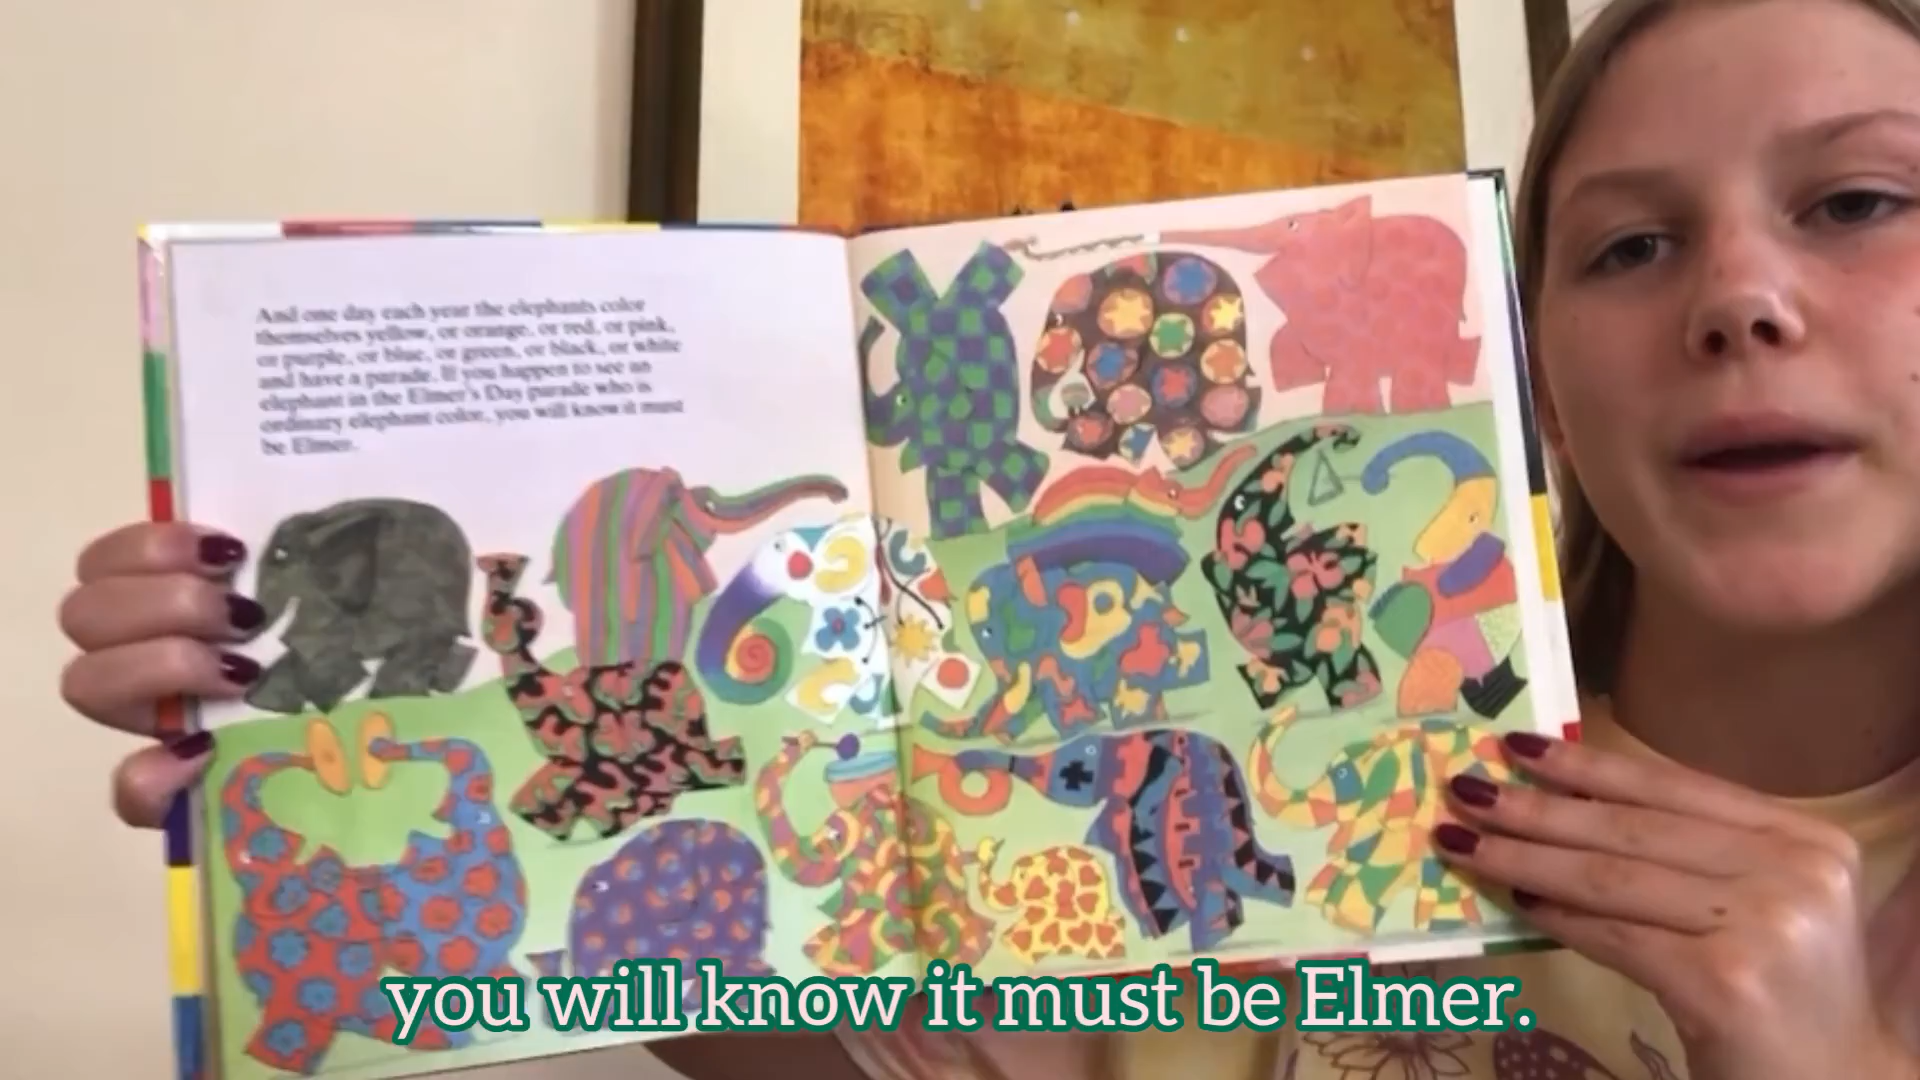 And one day each year the elephants color
themselves yellow, or orange, or red, or pink,
or purple, or blue, or green, or black, or white
and have a parade. If you happen to see an
elephant in the Elmer's Day parade who is
ordinary elephant color, you will know it must
be Elmer.
you will know it must be Elmer.